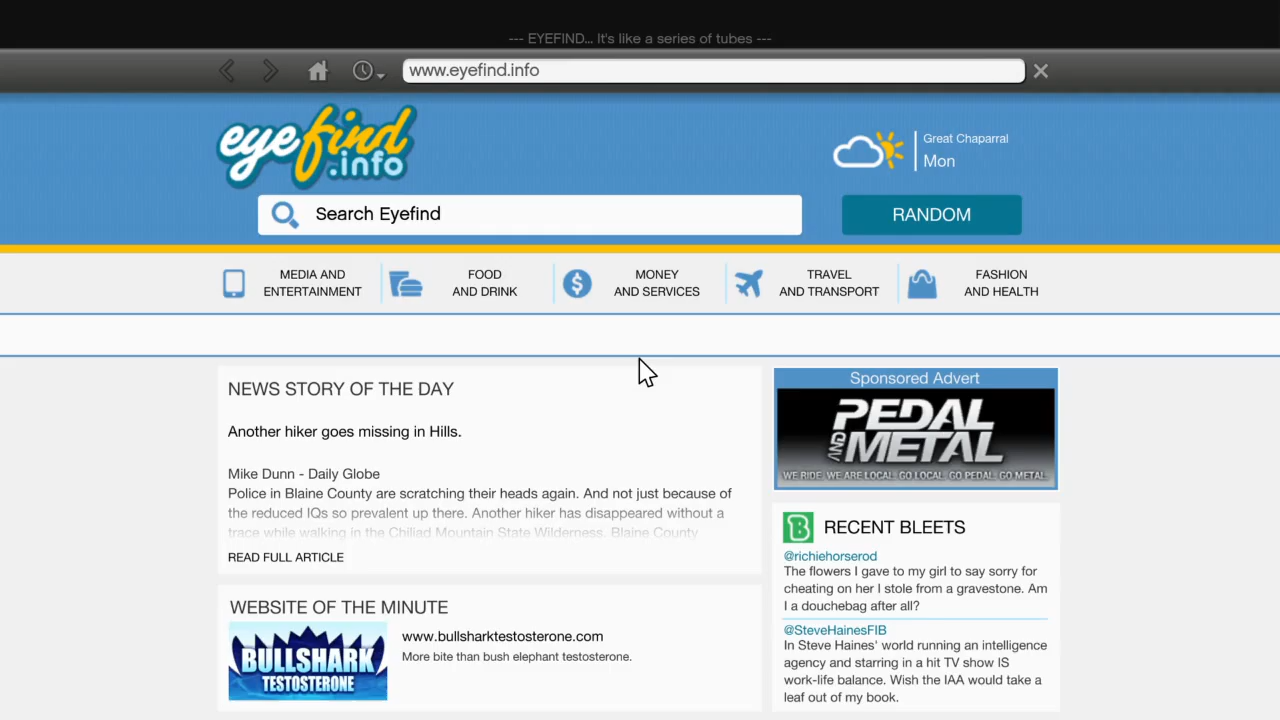 --- EYEFIND... It's like a series of tubes ---
www.eyefind.info
eyefind
.info
Great Chaparral
Mon
Search Eyefind
RANDOM
MEDIA AND
ENTERTAINMENT
FOOD
AND DRINK
MONEY
AND SERVICES
TRAVEL
AND TRANSPORT
FASHION
AND HEALTH
NEWS STORY OF THE DAY
Another hiker goes missing in Hills.
Mike Dunn - Daily Globe
Police in Blaine County are scratching their heads again. And not just because of
the reduced IQs so prevalent up there. Another hiker has disappeared without a
trace while walking in the Chiliad Mountain State Wilderness. Blaine County
READ FULL ARTICLE
WEBSITE OF THE MINUTE
BULLSHARK
TESTOSTERONE
www.bullsharktestosterone.com
More bite than bush elephant testosterone.
Sponsored Advert
PEDAL
AND
METAL
WE RIDE. WE ARE LOCAL. GO LOCAL. GO PEDAL. GO METAL.
RECENT BLEETS
@richiehorserod
The flowers I gave to my girl to say sorry for
cheating on her I stole from a gravestone. Am
I a douchebag after all?
@SteveHainesFIB
In Steve Haines' world running an intelligence
agency and starring in a hit TV show IS
work-life balance. Wish the IAA would take a
leaf out of my book.